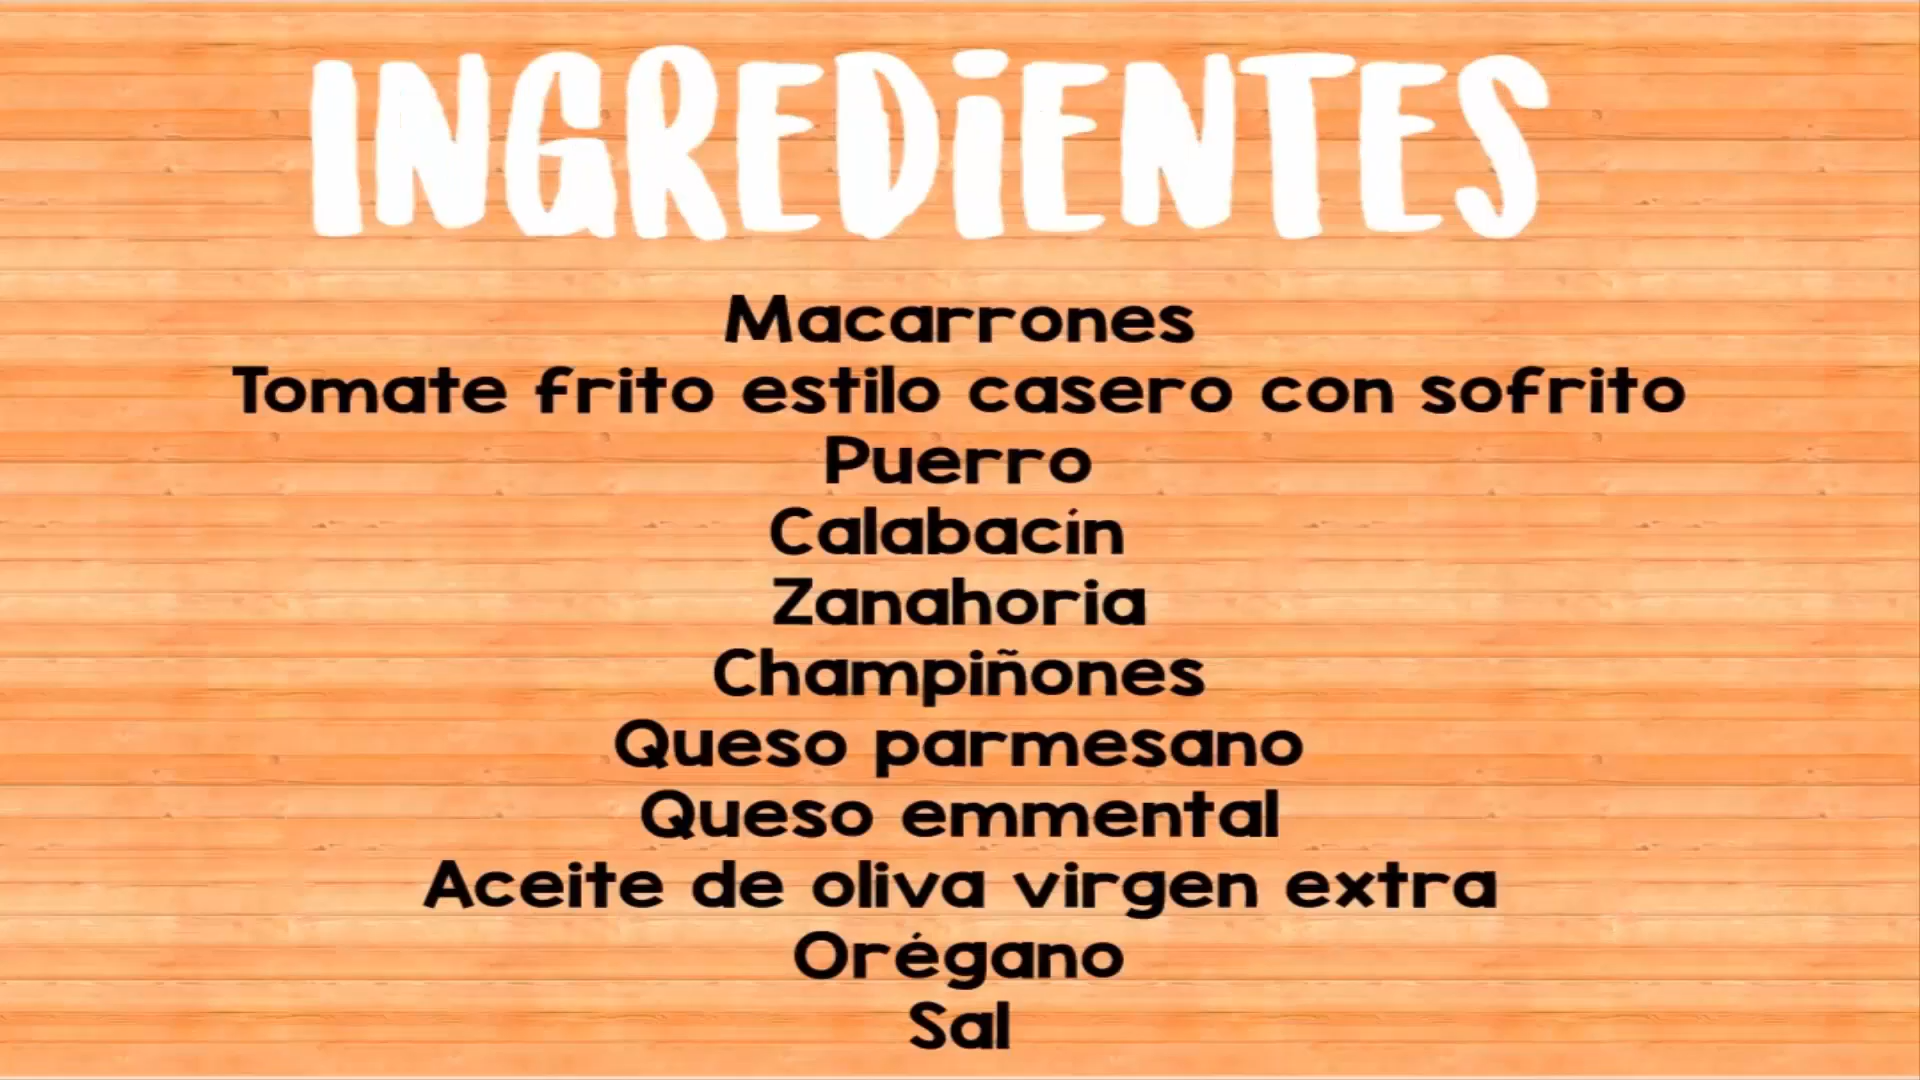 INGREDiENTES
Macarrones
Tomate frito estilo casero con sofrito
Puerro
Calabacín
Zanahoria
Champiñones
Queso parmesano
Queso emmental
Aceite de oliva virgen extra
Orégano
Sal